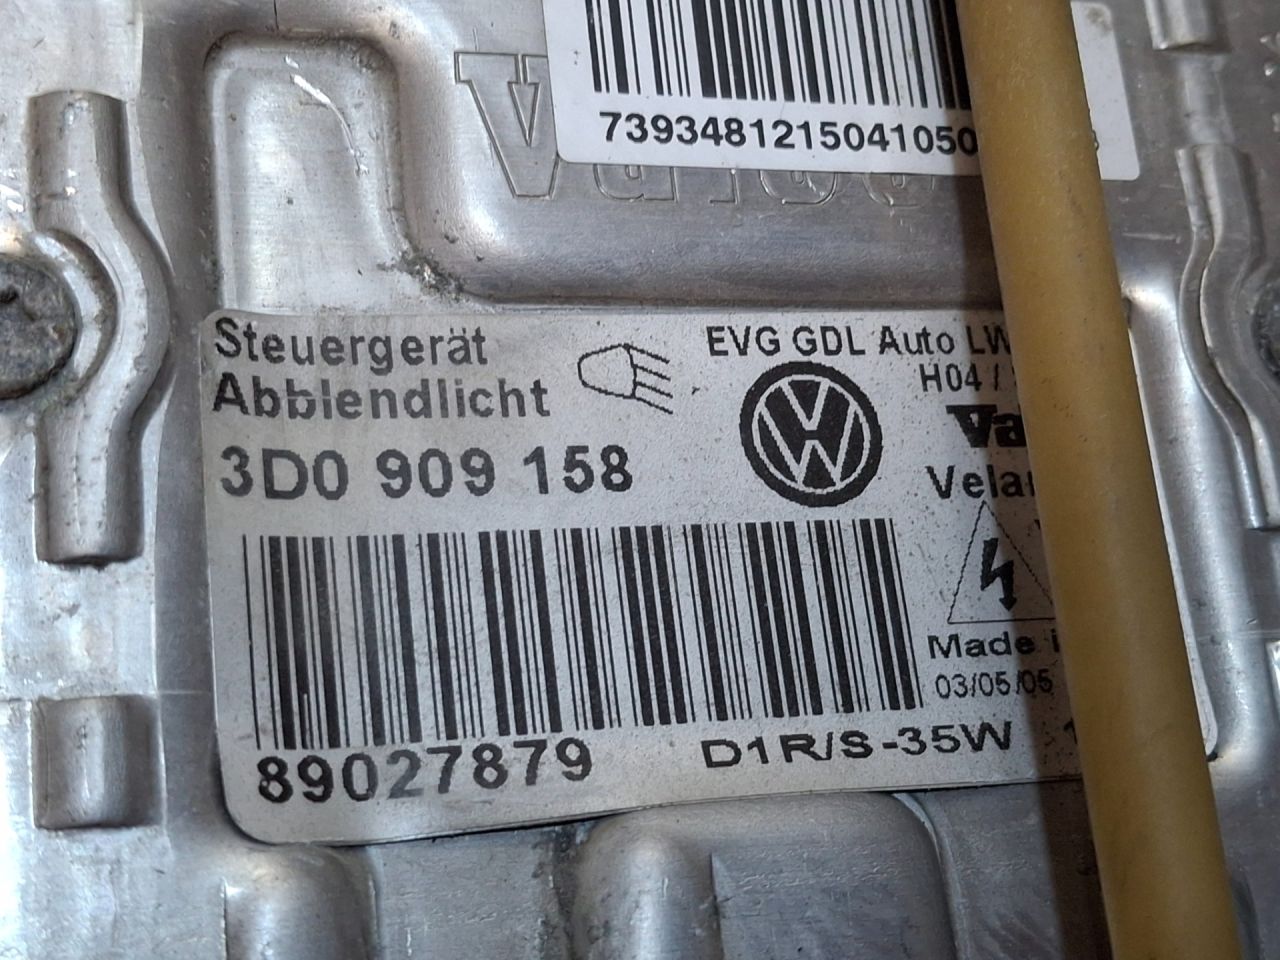 7393481215041050
Steuergerät
Abblendlicht
3D0 909 158
EVG GDL Auto
H04 /
Made
03/05/05
89027879
D1R/S-35W